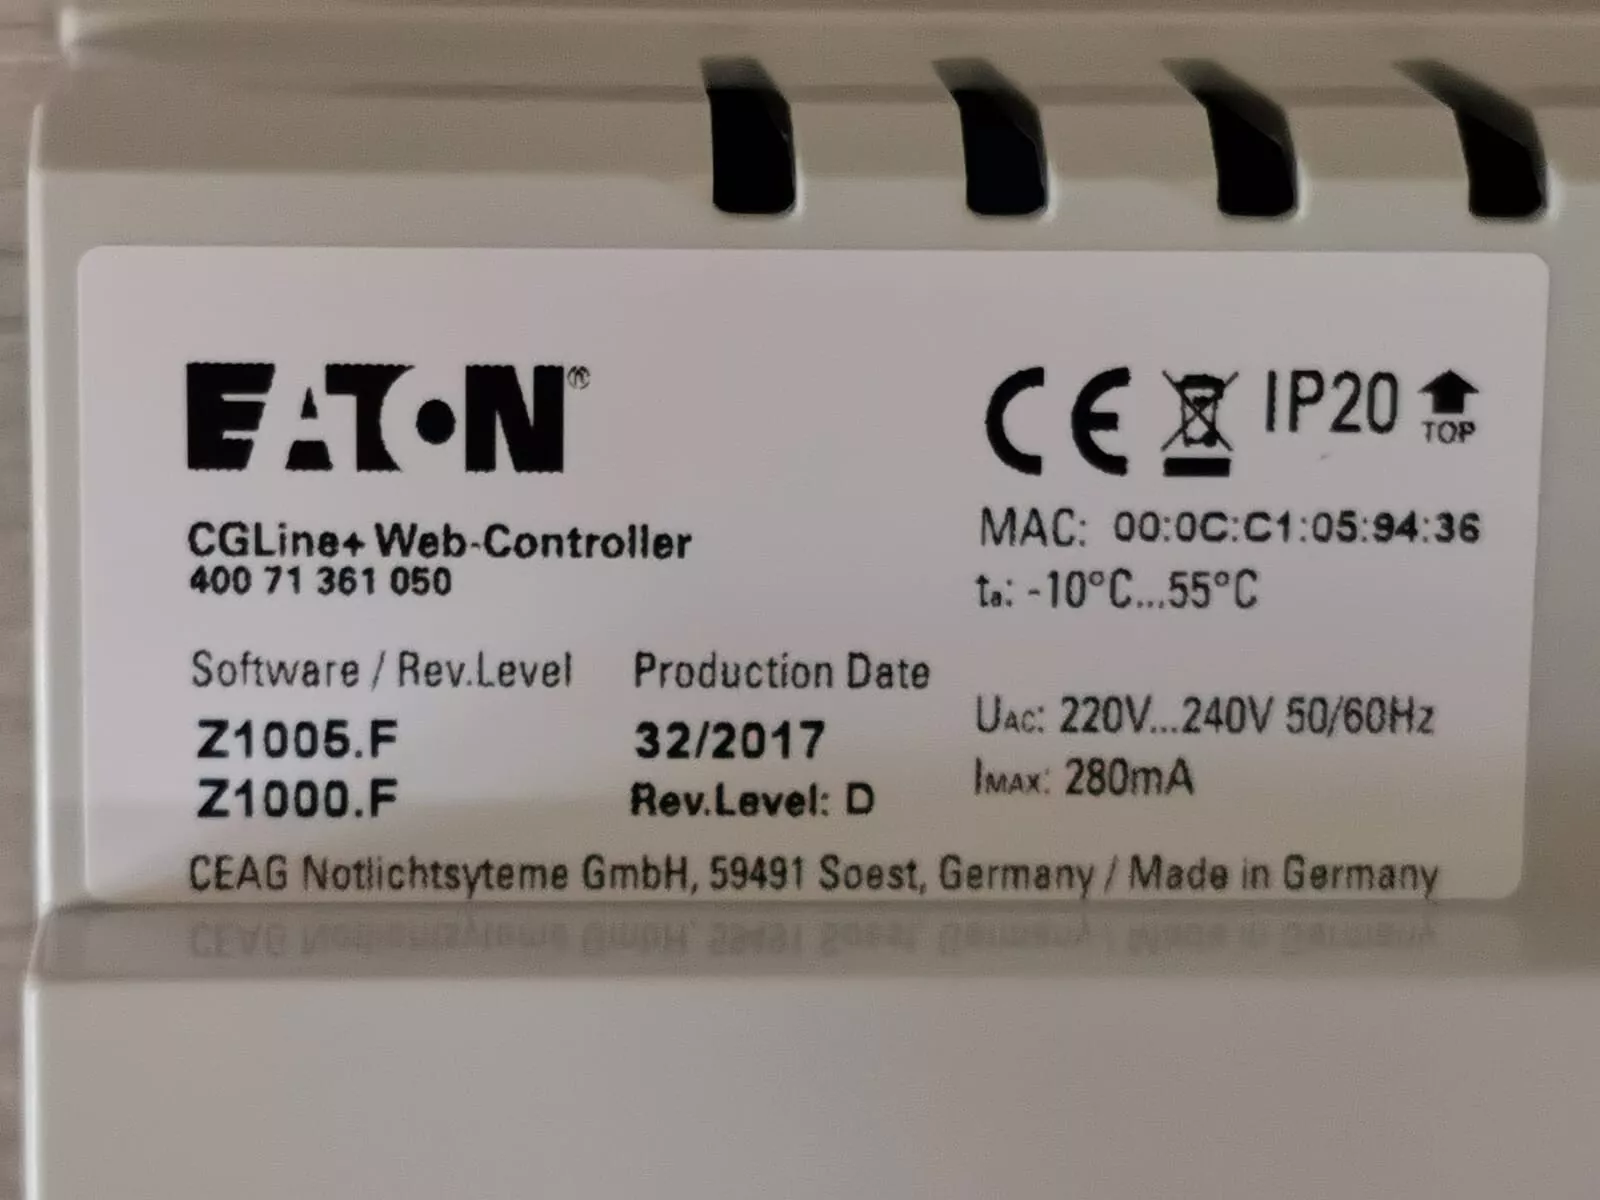 EATON®
CGLine+ Web-Controller
400 71 361 050
Software / Rev.Level
Z1005.F
Z1000.F
Production Date
32/2017
Rev.Level: D
CE IP20 TOP
MAC: 00:0C:C1:05:94:36
ta: -10°C...55°C
UAC: 220V...240V 50/60Hz
IMAX: 280mA
CEAG Notlichtsyteme GmbH, 59491 Soest, Germany / Made in Germany